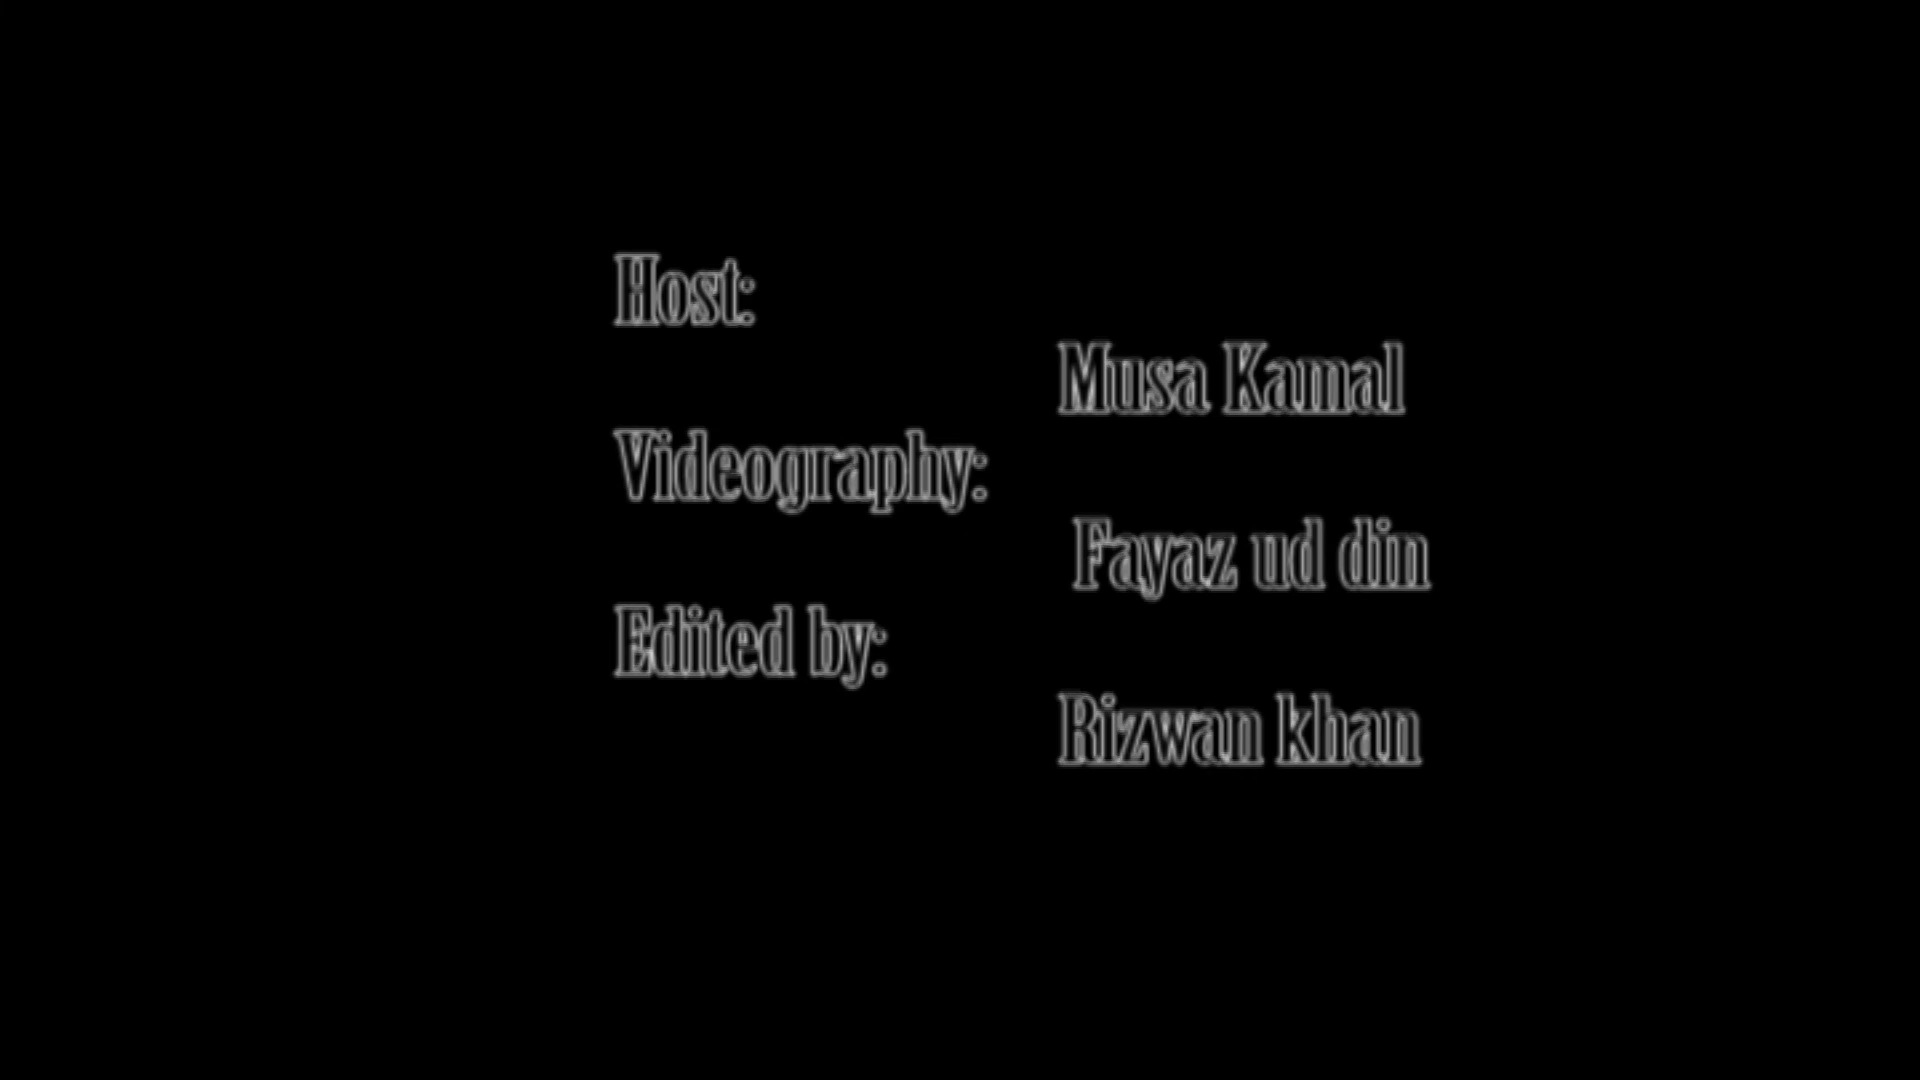 Host:
Musa Kamal
Videography:
Fayaz ud din
Edited by:
Rizwan khan